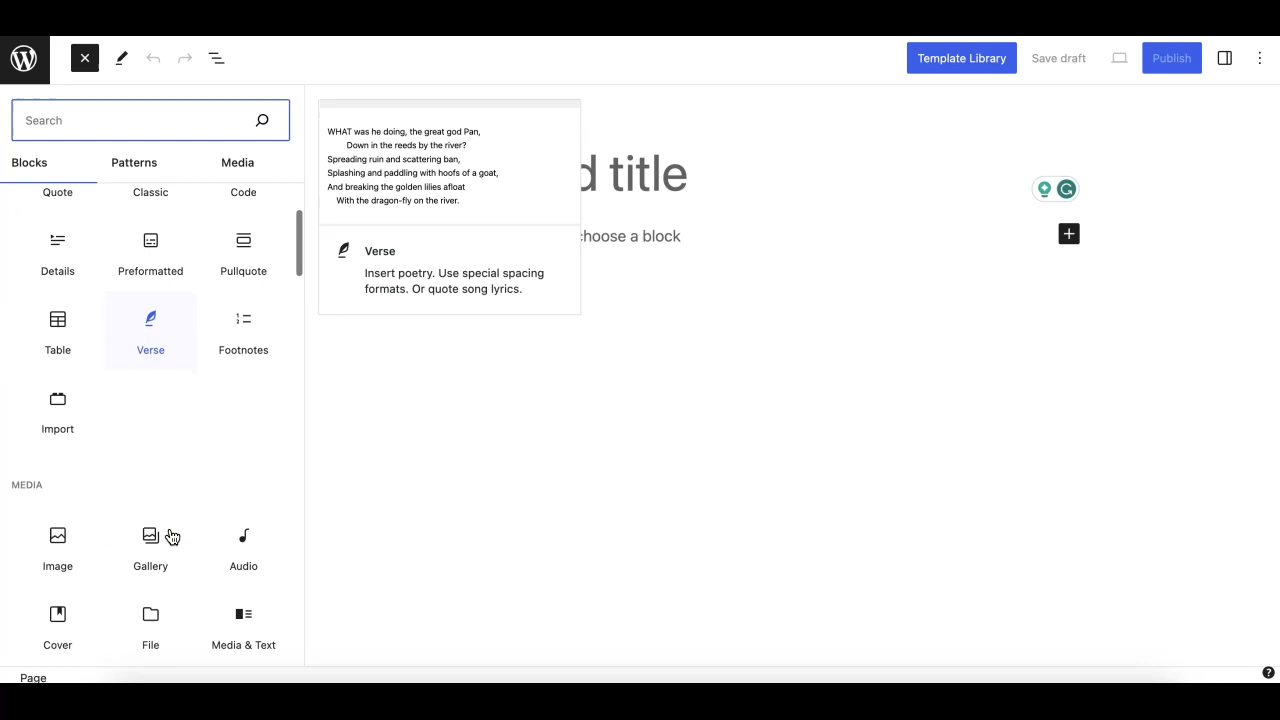 Template Library
Save draft
Publish
Search
Blocks
Patterns
Media
Quote
Classic
Code
Details
Preformatted
Pullquote
Table
Verse
Footnotes
Import
MEDIA
Image
Gallery
Audio
Cover
File
Media & Text
WHAT was he doing, the great god Pan,
Down in the reeds by the river?
Spreading ruin and scattering ban,
Splashing and paddling with hoofs of a goat,
And breaking the golden lilies afloat
With the dragon-fly on the river.
Verse
Insert poetry. Use special spacing
formats. Or quote song lyrics.
d title
choose a block
Page